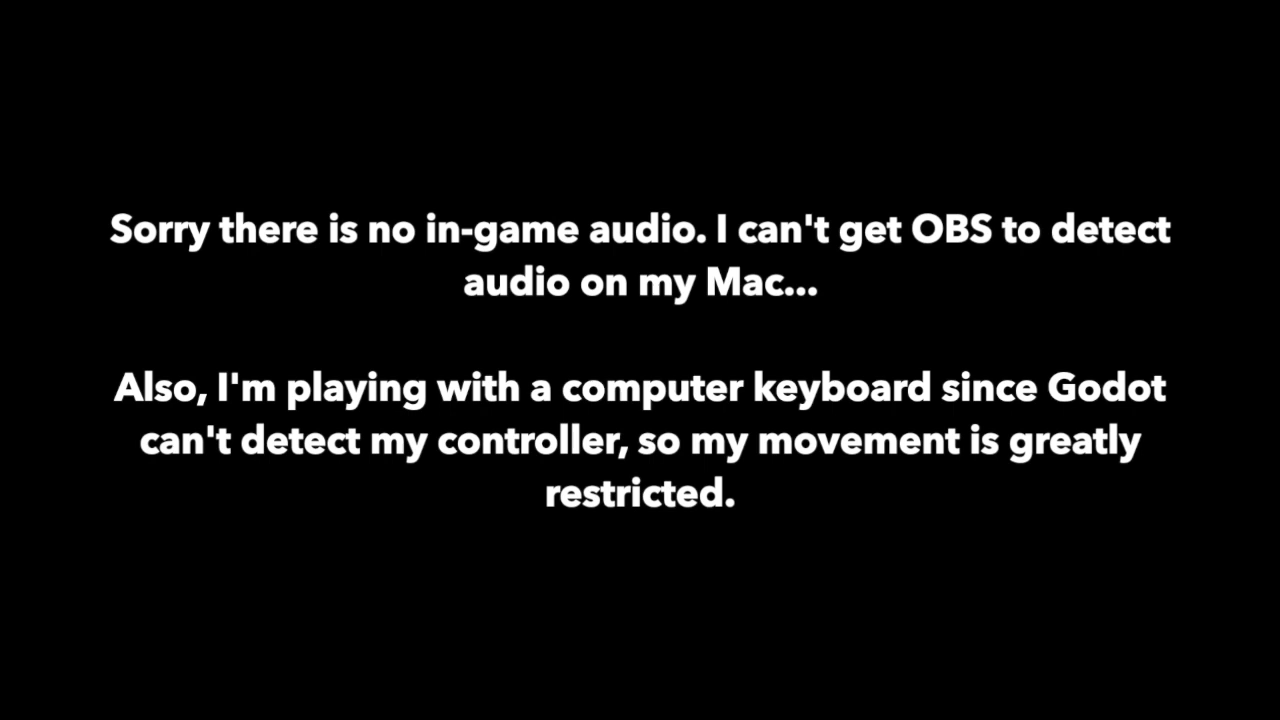 Sorry there is no in-game audio. I can't get OBS to detect
audio on my Mac...
Also, I'm playing with a computer keyboard since Godot
can't detect my controller, so my movement is greatly
restricted.